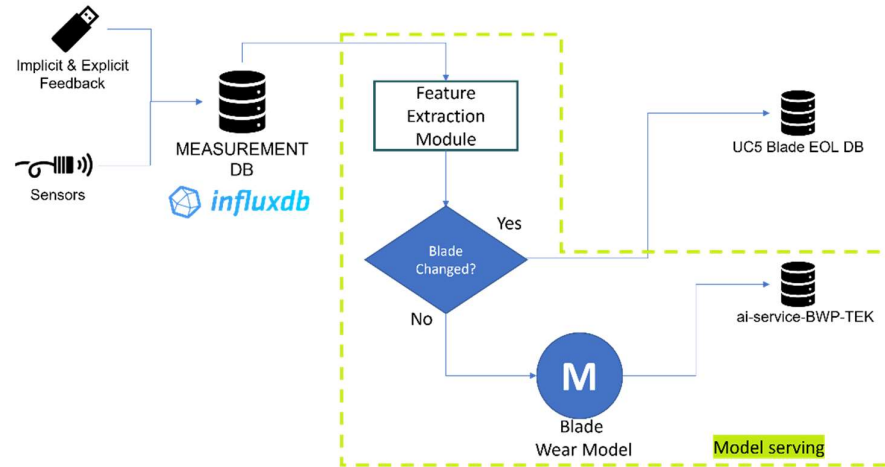 Implicit & Explicit
Feedback
Sensors
MEASUREMENT
DB
influxdb
Feature
Extraction
Module
Blade
Changed?
Yes
No
UC5 Blade EOL DB
ai-service-BWP-TEK
M
Blade
Wear Model
Model serving